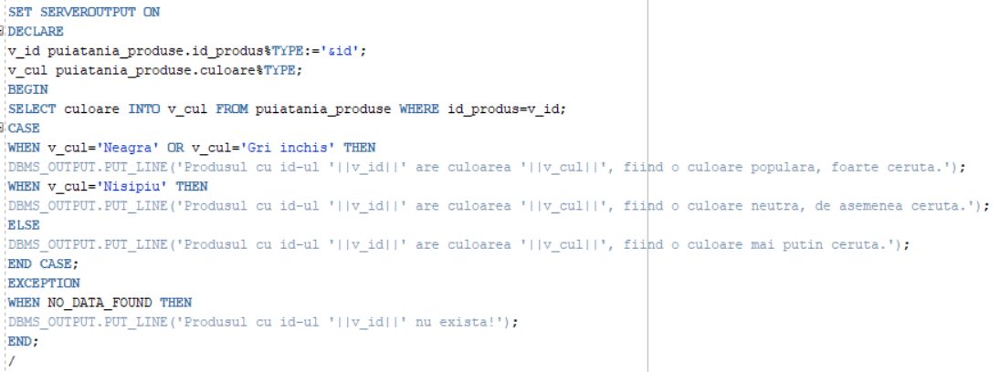 SET SERVEROUTPUT ON
DECLARE
v_id puiatania_produse.id_produs%TYPE:='&id';
v_cul puiatania_produse.culoare%TYPE;
BEGIN
SELECT culoare INTO v_cul FROM puiatania_produse WHERE id_produs=v_id;
CASE
WHEN v_cul='Neagra' OR v_cul='Gri inchis' THEN
DBMS_OUTPUT.PUT_LINE('Produsul cu id-ul '||v_id||' are culoarea '||v_cul||', fiind o culoare populara, foarte ceruta.');
WHEN v_cul='Nisipiu' THEN
DBMS_OUTPUT.PUT_LINE('Produsul cu id-ul '||v_id||' are culoarea '||v_cul||', fiind o culoare neutra, de asemenea ceruta.');
ELSE
DBMS_OUTPUT.PUT_LINE('Produsul cu id-ul '||v_id||' are culoarea '||v_cul||', fiind o culoare mai putin ceruta.');
END CASE;
EXCEPTION
WHEN NO_DATA_FOUND THEN
DBMS_OUTPUT.PUT_LINE('Produsul cu id-ul '||v_id||' nu exista!');
END;
/